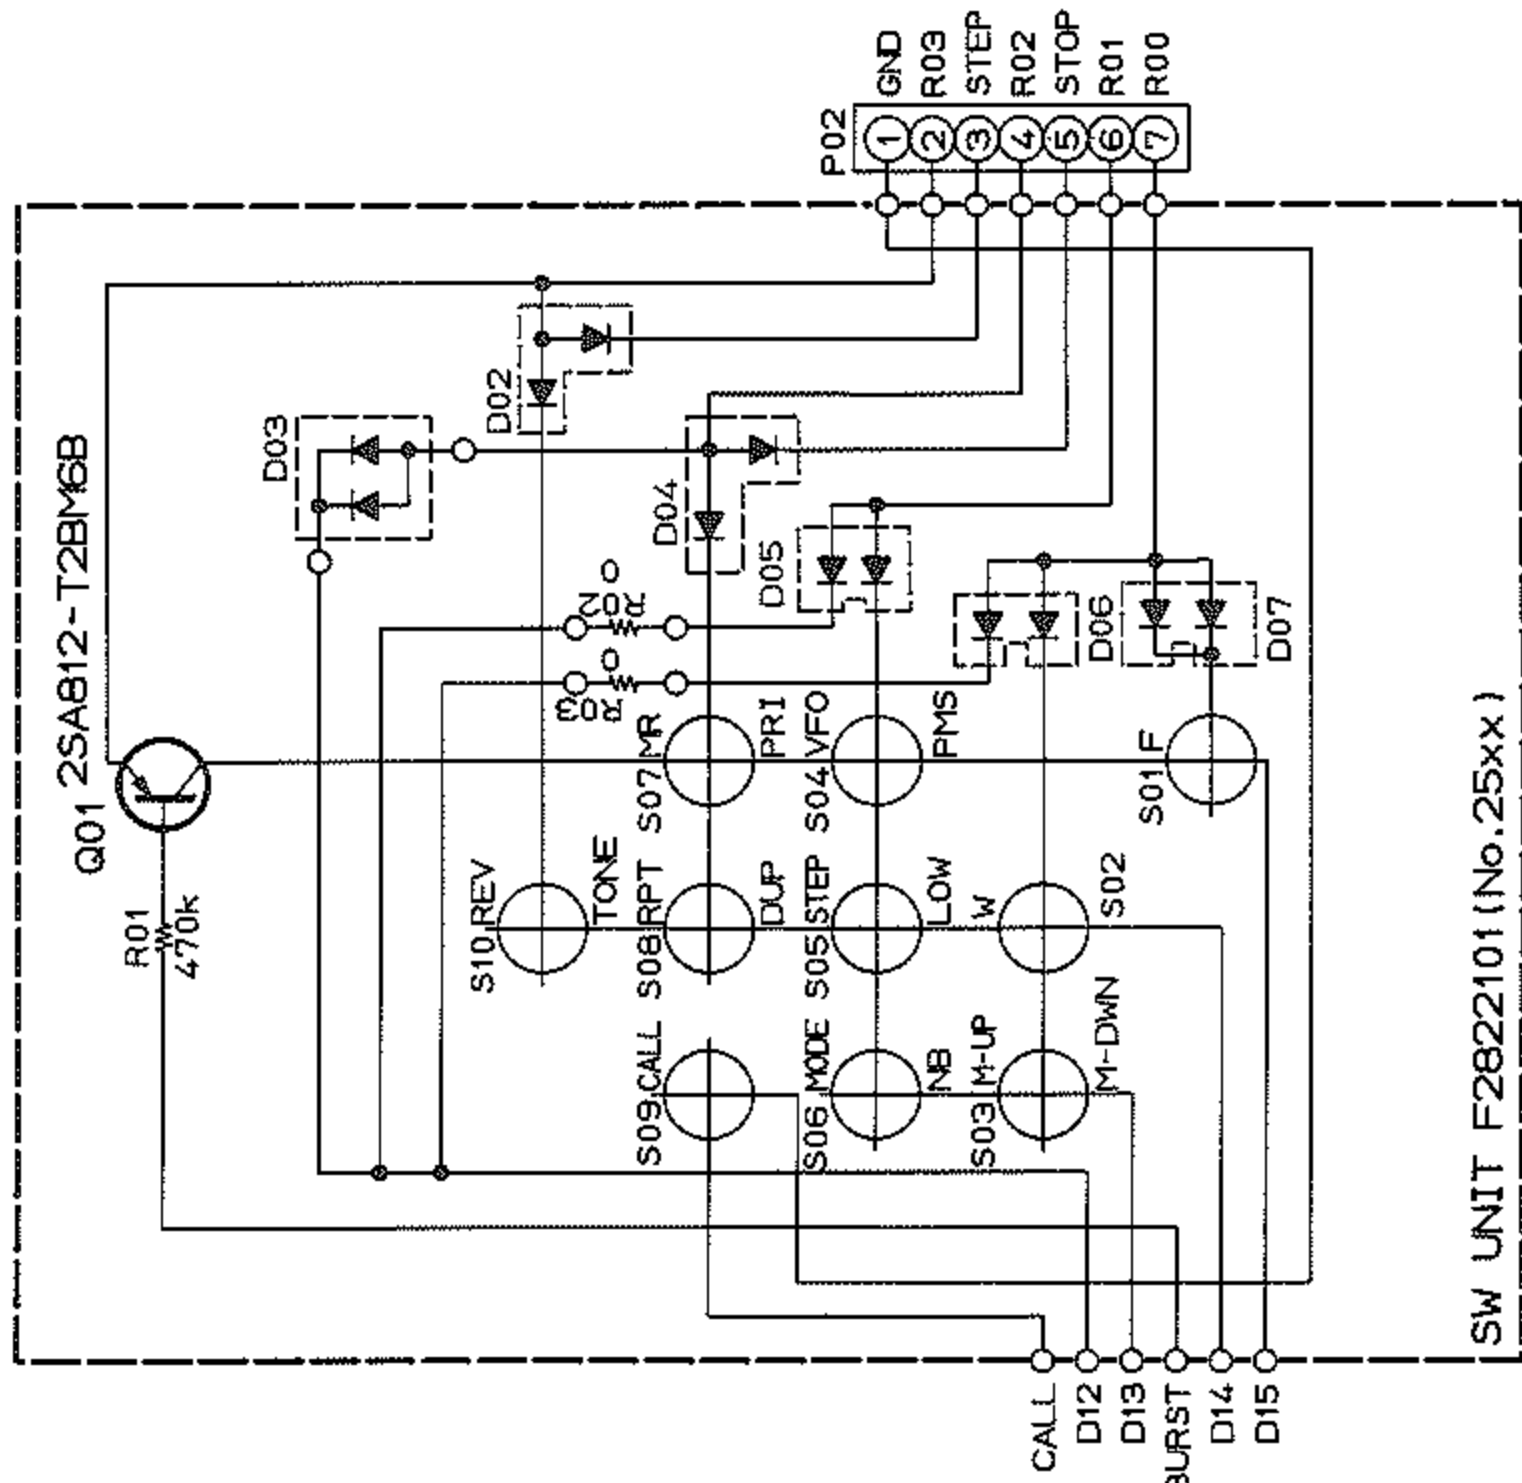 P02
1 GND
2 R03
3 STEP
4 R02
5 STOP
6 R01
7 R00
Q01 2SA812-T2BM6B
R01
470k
D02
D03
D04
D05
D06
D07
R02
0
R03
0
S07 MR
PRI
S04 VFO
PMS
S01 F
S10 REV
TONE
S08 RPT
DUP
S05 STEP
LOW
W
S02
S09 CALL
S06 MODE
NB
S03 M-UP
M-DWN
CALL
D12
D13
BURST
D14
D15
SW UNIT F2822101 (No.25xx)